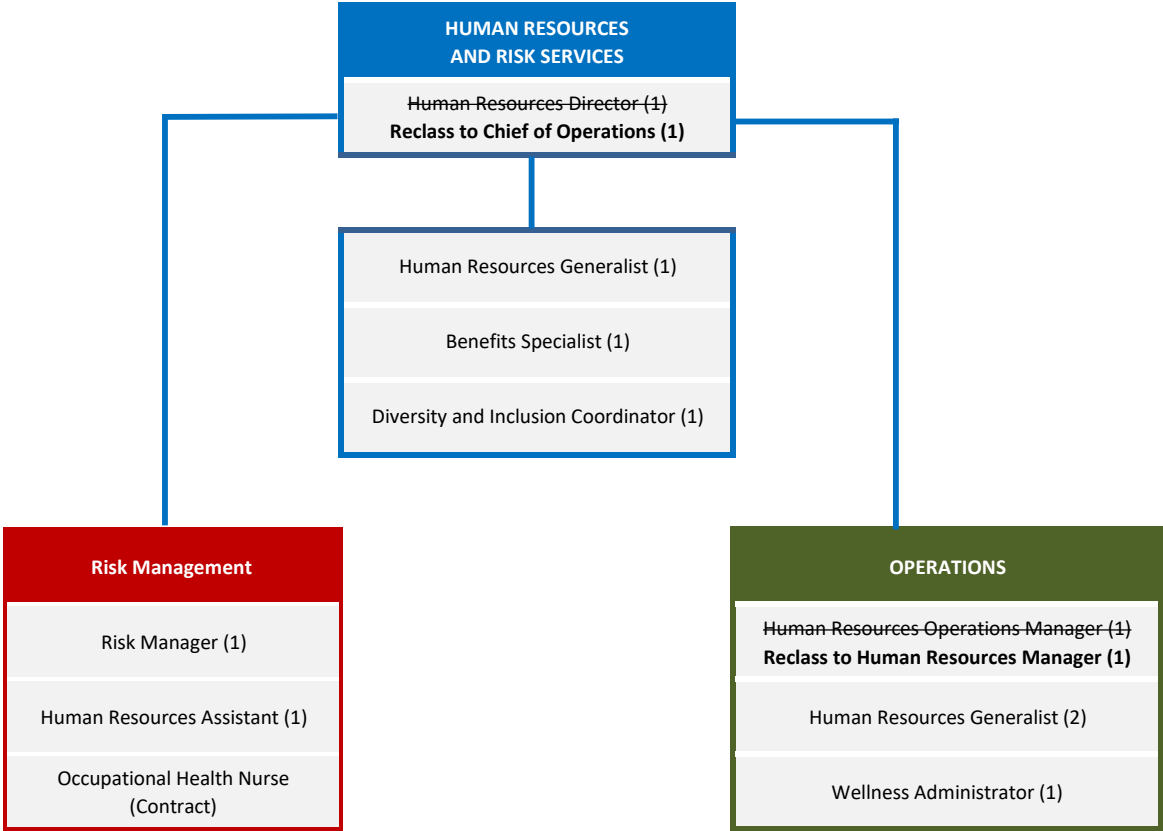 HUMAN RESOURCES
AND RISK SERVICES
Human Resources Director (1)
Reclass to Chief of Operations (1)
Human Resources Generalist (1)
Benefits Specialist (1)
Diversity and Inclusion Coordinator (1)
Risk Management
Risk Manager (1)
Human Resources Assistant (1)
Occupational Health Nurse
(Contract)
OPERATIONS
Human Resources Operations Manager (1)
Reclass to Human Resources Manager (1)
Human Resources Generalist (2)
Wellness Administrator (1)